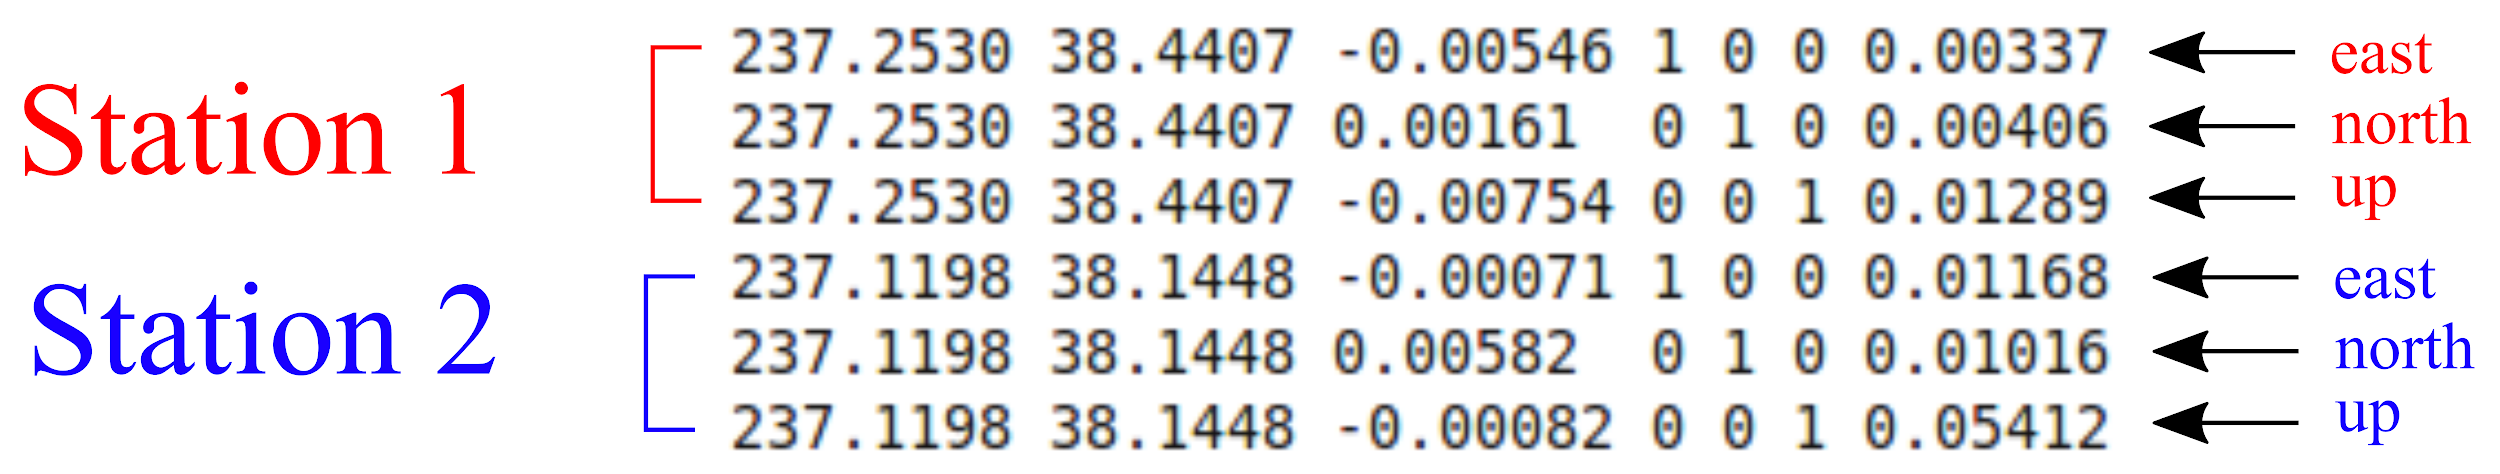 237.2530 38.4407 -0.00546 1 0 0 0.00337 east
Station 1
237.2530 38.4407 0.00161 0 1 0 0.00406 north
237.2530 38.4407 -0.00754 0 0 1 0.01289 up
237.1198 38.1448 -0.00071 1 0 0 0.01168 east
Station 2
237.1198 38.1448 0.00582 0 1 0 0.01016 north
237.1198 38.1448 -0.00082 0 0 1 0.05412 up